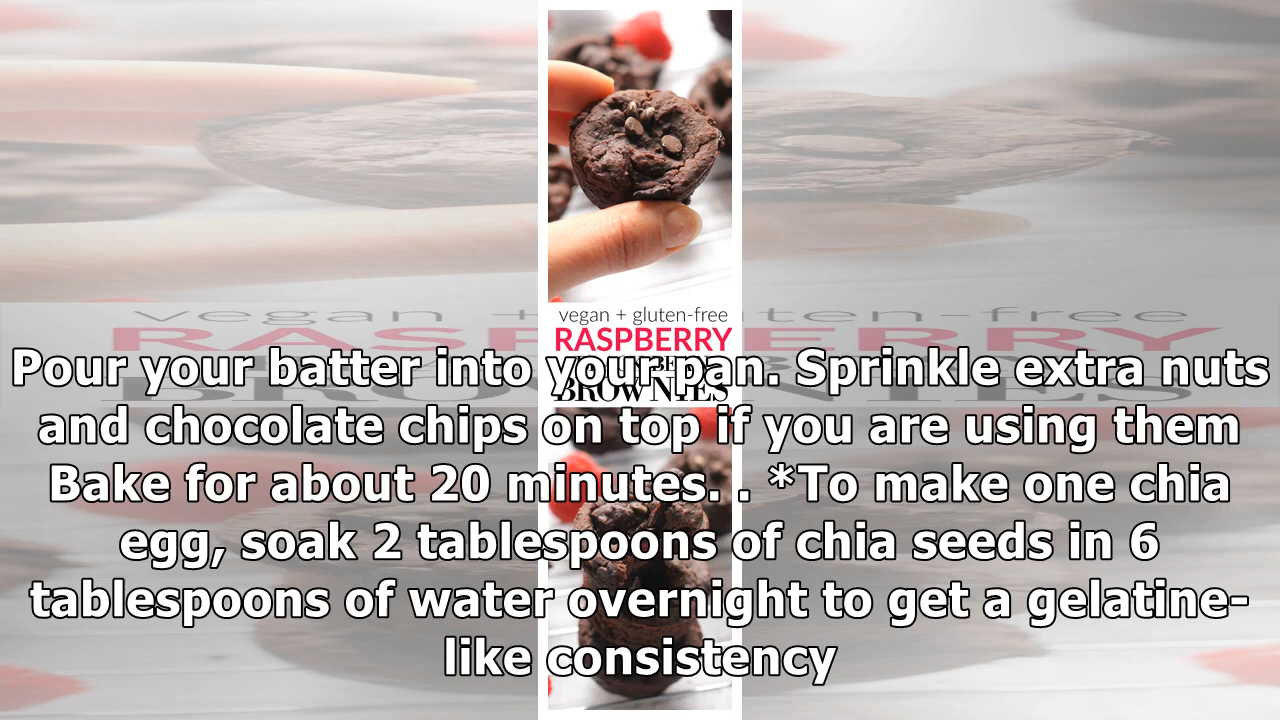 vegan + gluten-free
RASPBERRY
BROWNIES
Pour your batter into your pan. Sprinkle extra nuts
and chocolate chips on top if you are using them
Bake for about 20 minutes. . *To make one chia
egg, soak 2 tablespoons of chia seeds in 6
tablespoons of water overnight to get a gelatine-
like consistency